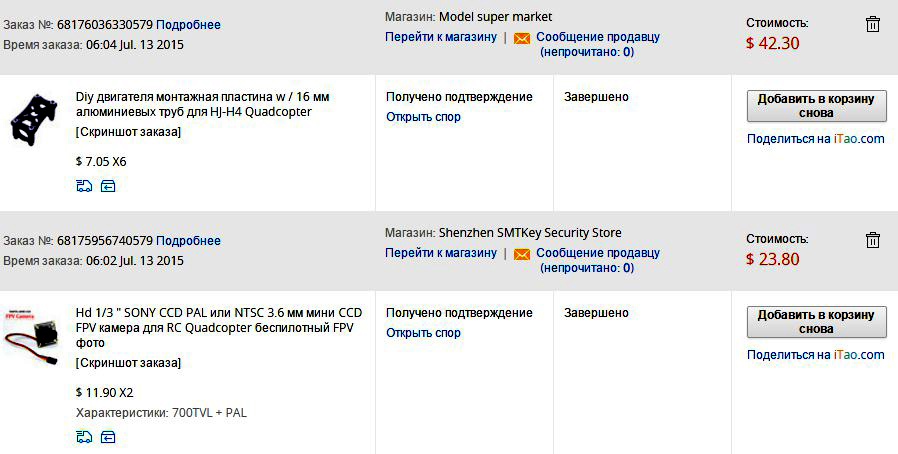 Заказ №: 68176036330579 Подробнее
Время заказа: 06:04 Jul. 13 2015
Магазин: Model super market
Перейти к магазину | Сообщение продавцу
(непрочитано: 0)
Стоимость:
$ 42.30
Diy двигателя монтажная пластина w / 16 мм
алюминиевых труб для HJ-H4 Quadcopter
[Скриншот заказа]
$ 7.05 X6
Получено подтверждение
Открыть спор
Завершено
Добавить в корзину
снова
Поделиться на iTao.com
Заказ №: 68175956740579 Подробнее
Время заказа: 06:02 Jul. 13 2015
Магазин: Shenzhen SMTKey Security Store
Перейти к магазину | Сообщение продавцу
(непрочитано: 0)
Стоимость:
$ 23.80
FPV Camera
Hd 1/3 " SONY CCD PAL или NTSC 3.6 мм мини CCD
FPV камера для RC Quadcopter беспилотный FPV
фото
[Скриншот заказа]
$ 11.90 X2
Характеристики: 700TVL + PAL
Получено подтверждение
Открыть спор
Завершено
Добавить в корзину
снова
Поделиться на iTao.com